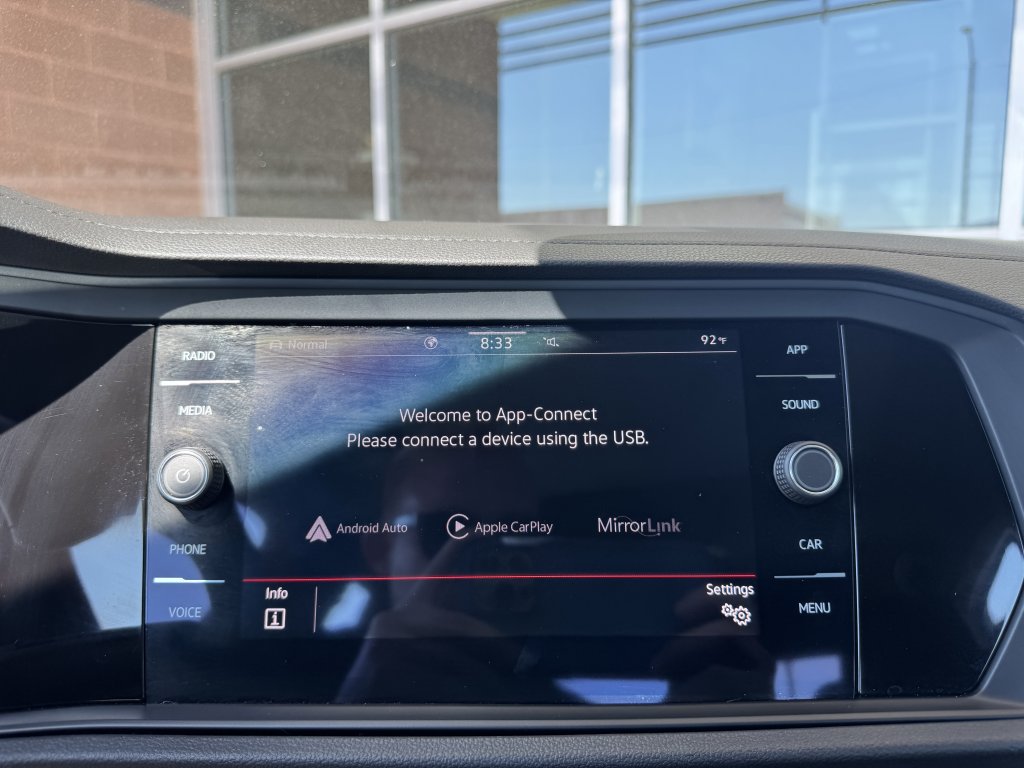 RADIO
MEDIA
PHONE
VOICE
Normal
8:33
92°F
Welcome to App-Connect
Please connect a device using the USB.
Android Auto
Apple CarPlay
MirrorLink
Info
Settings
APP
SOUND
CAR
MENU